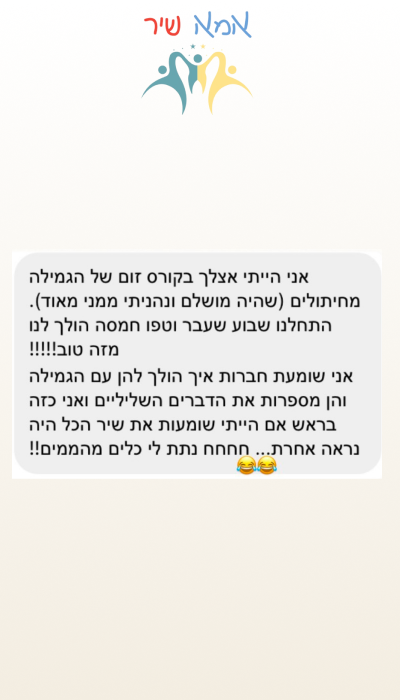 אמא שיר
אני הייתי אצלך בקורס זום של הגמילה
מחיתולים (שהיה מושלם ונהניתי ממני מאוד).
התחלנו שבוע שעבר וטפו חמסה הולך לנו
מזה טוב!!!!!
אני שומעת חברות איך הולך להן עם הגמילה
והן מספרות את הדברים השליליים ואני כזה
בראש אם הייתי שומעות את שיר הכל היה
נראה אחרת... חחחח נתת לי כלים מהממים!!
😂😂